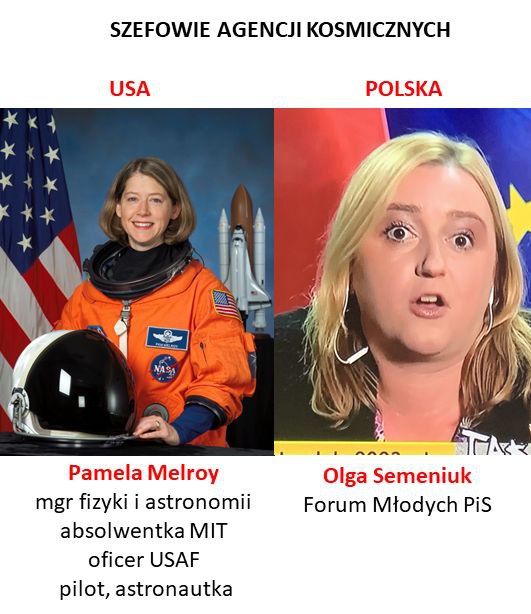 SZEFOWIE AGENCJI KOSMICZNYCH
USA
POLSKA
NASA
Pamela Melroy
mgr fizyki i astronomii
absolwentka MIT
oficer USAF
pilot, astronautka
Olga Semeniuk
Forum Młodych PiS